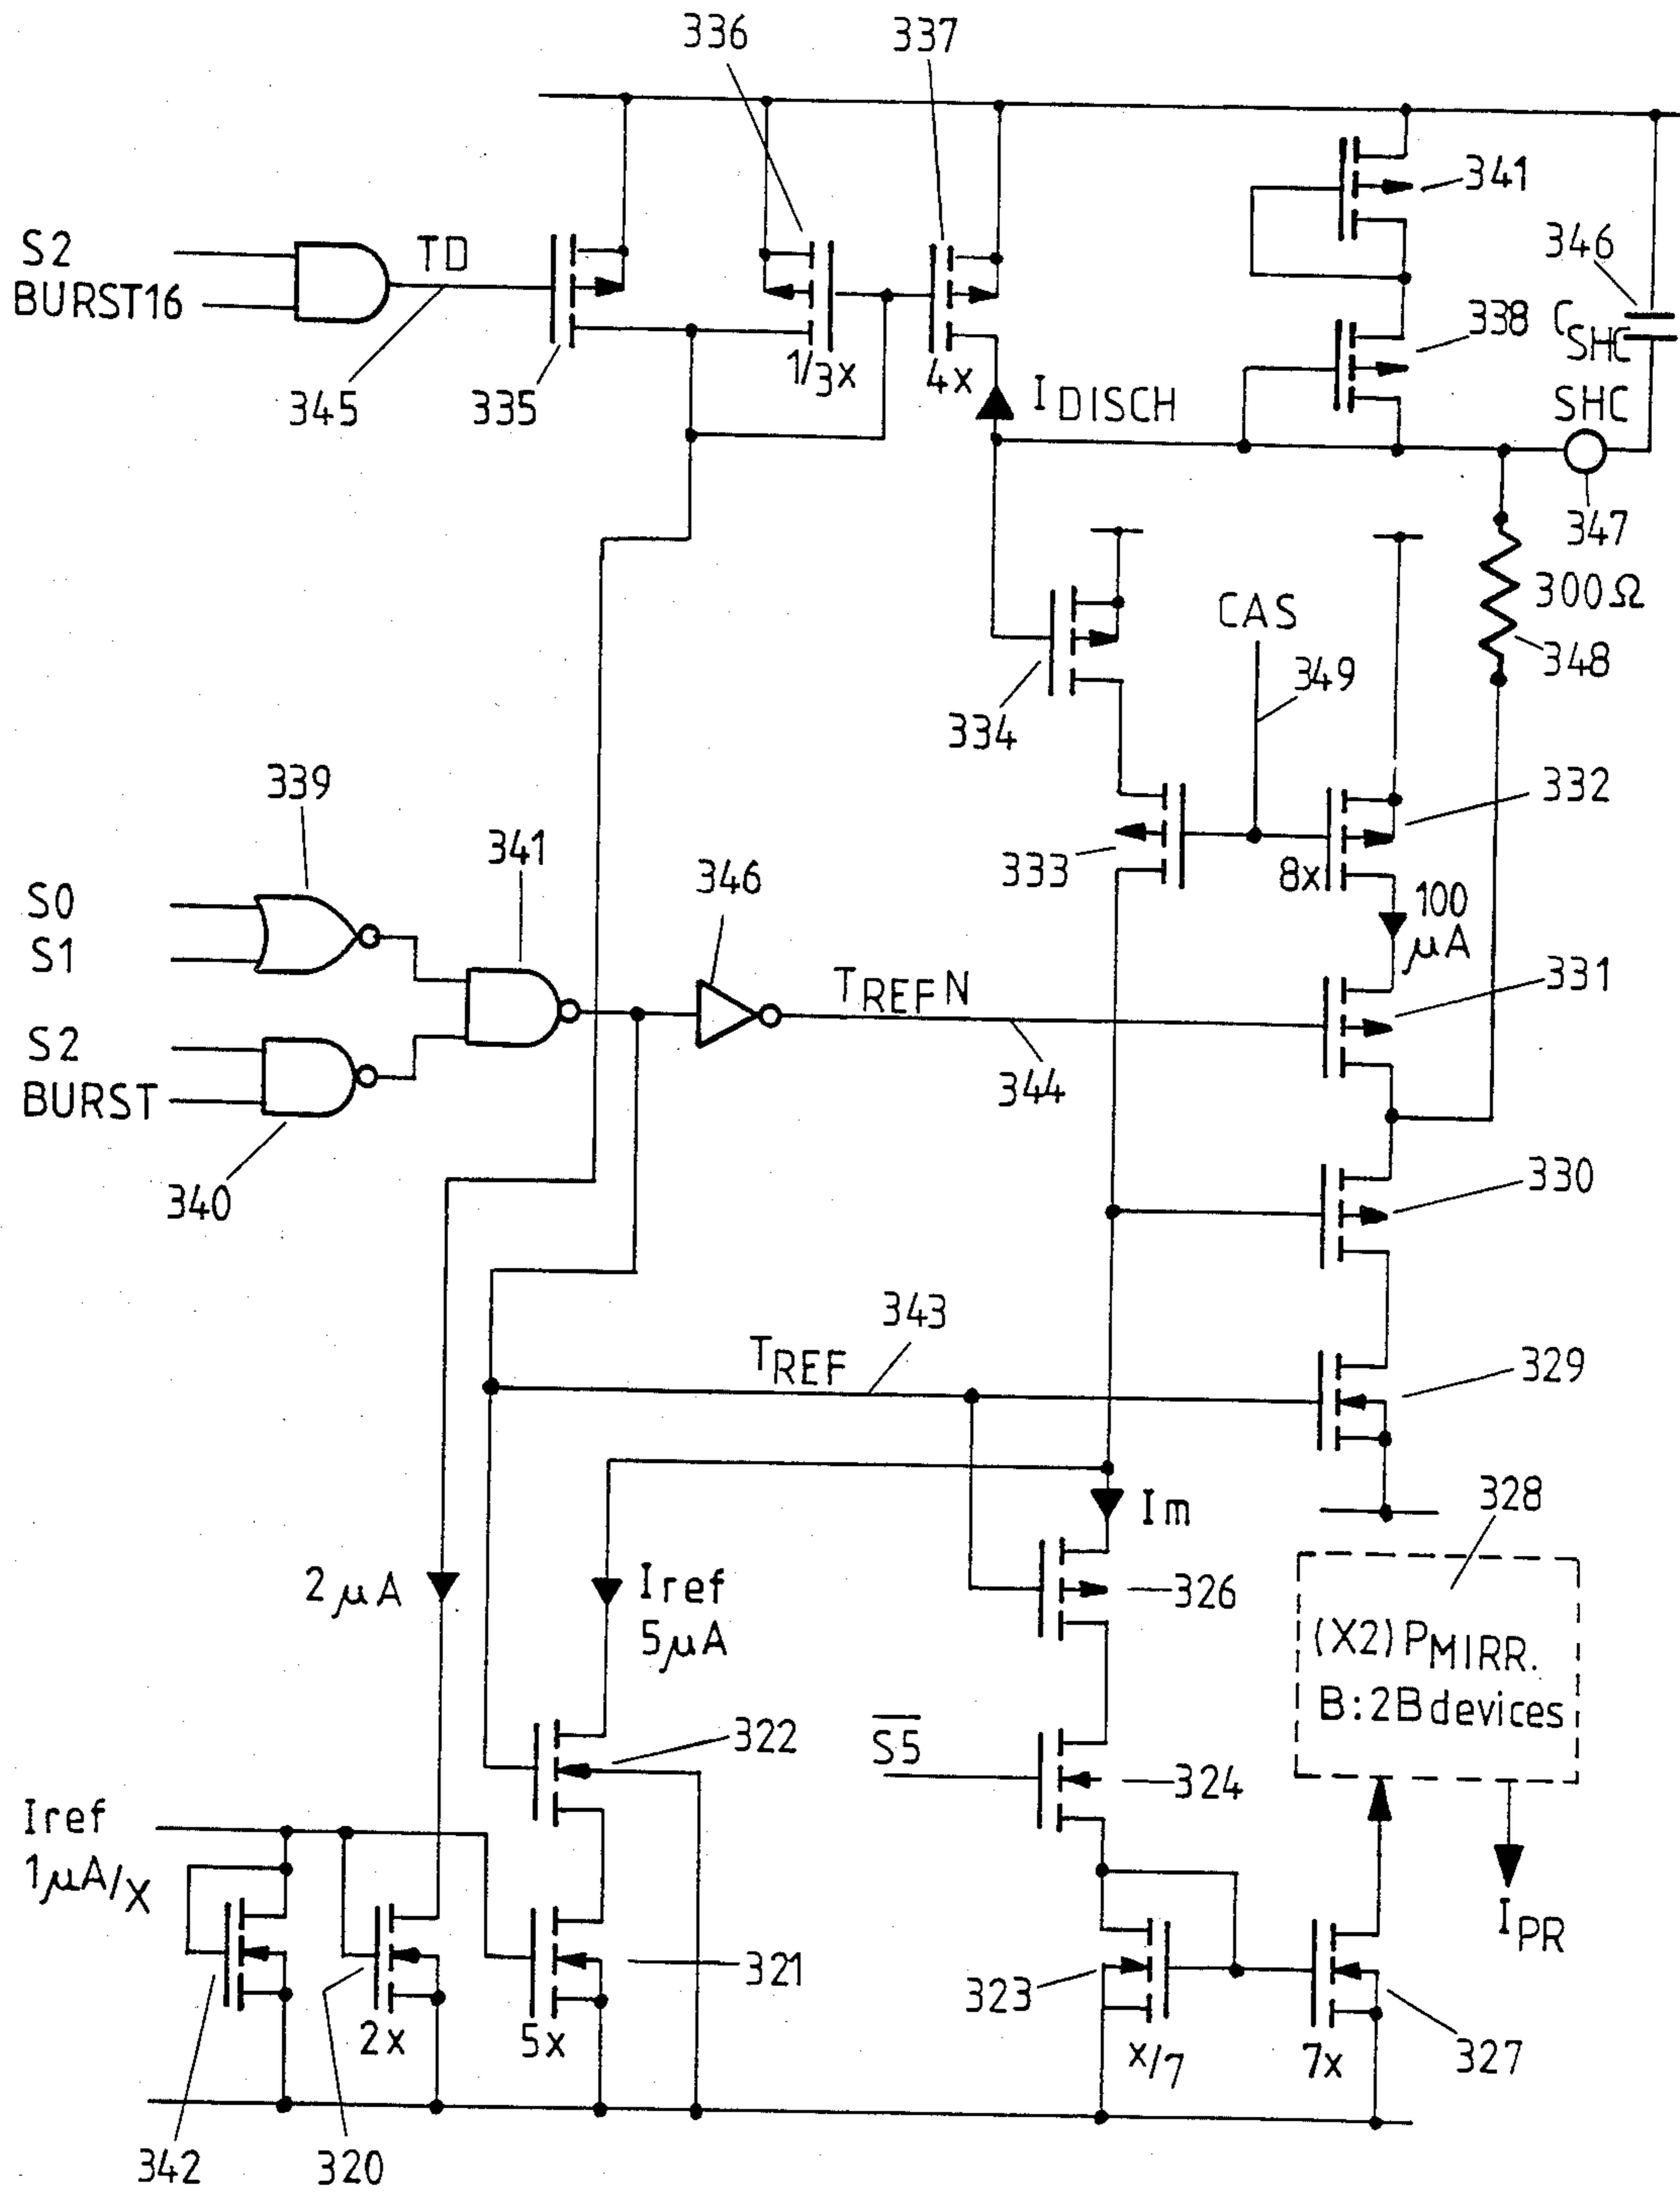 336
337
341
S2
BURST16
TD
345
335
1/3x
4x
I DISCH
338
346
CSHC
SHC
347
300Ω
348
334
CAS
349
333
332
8x
100
μA
331
339
341
346
S0
S1
S2
BURST
340
TREFN
344
330
343
TREF
329
328
Im
2μA
Iref
5μA
326
(X2)PMIRR.
B:2Bdevices
322
S5
324
Iref
1μA/X
IPR
321
323
327
2x
5x
x/7
7x
342
320